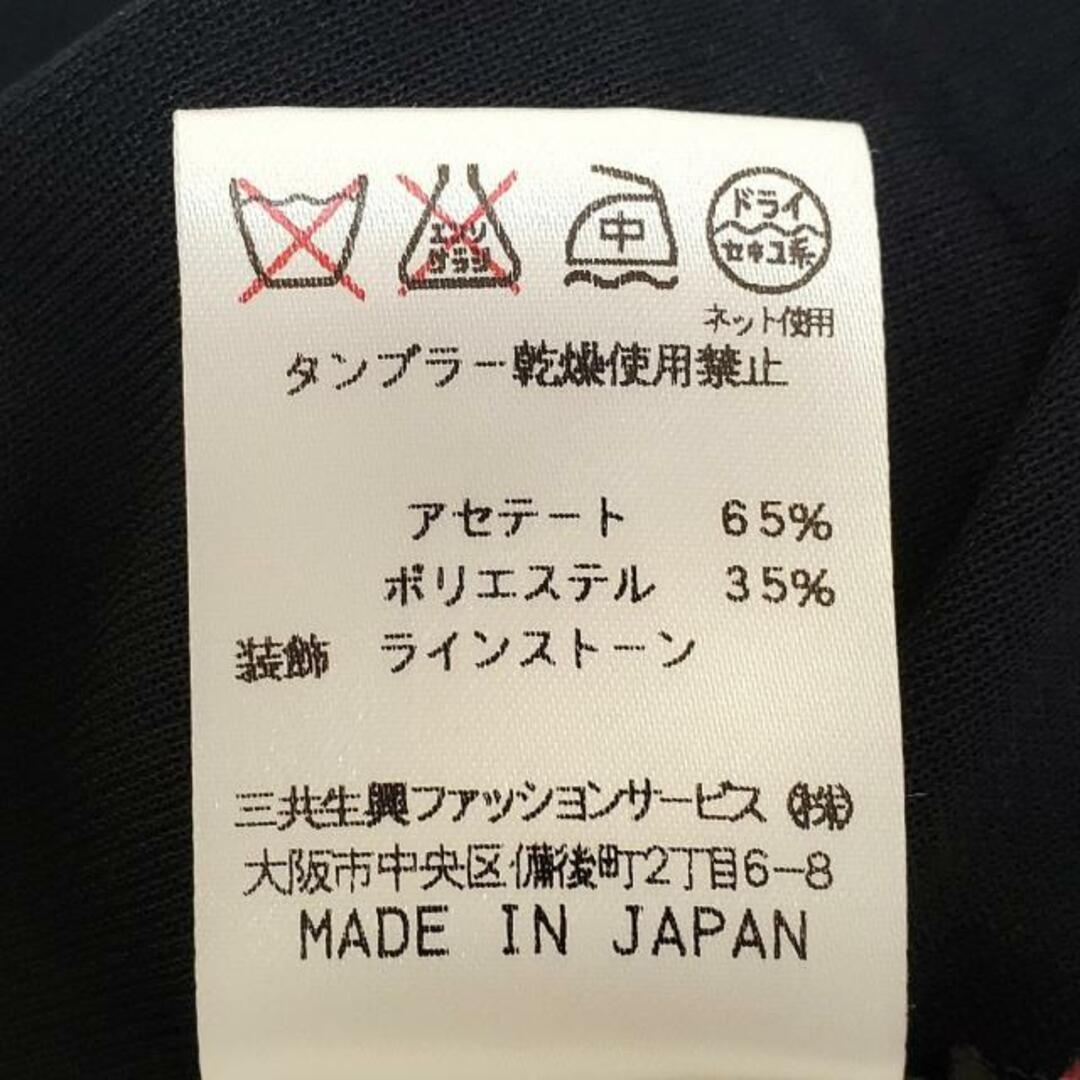 エンソ
サラシ
中
ドライ
セキユ系
ネット使用
タンブラー乾燥使用禁止
アセテート 65%
ポリエステル 35%
装飾 ラインストーン
三共生興ファッションサービス ㈱
大阪市中央区備後町2丁目6-8
MADE IN JAPAN